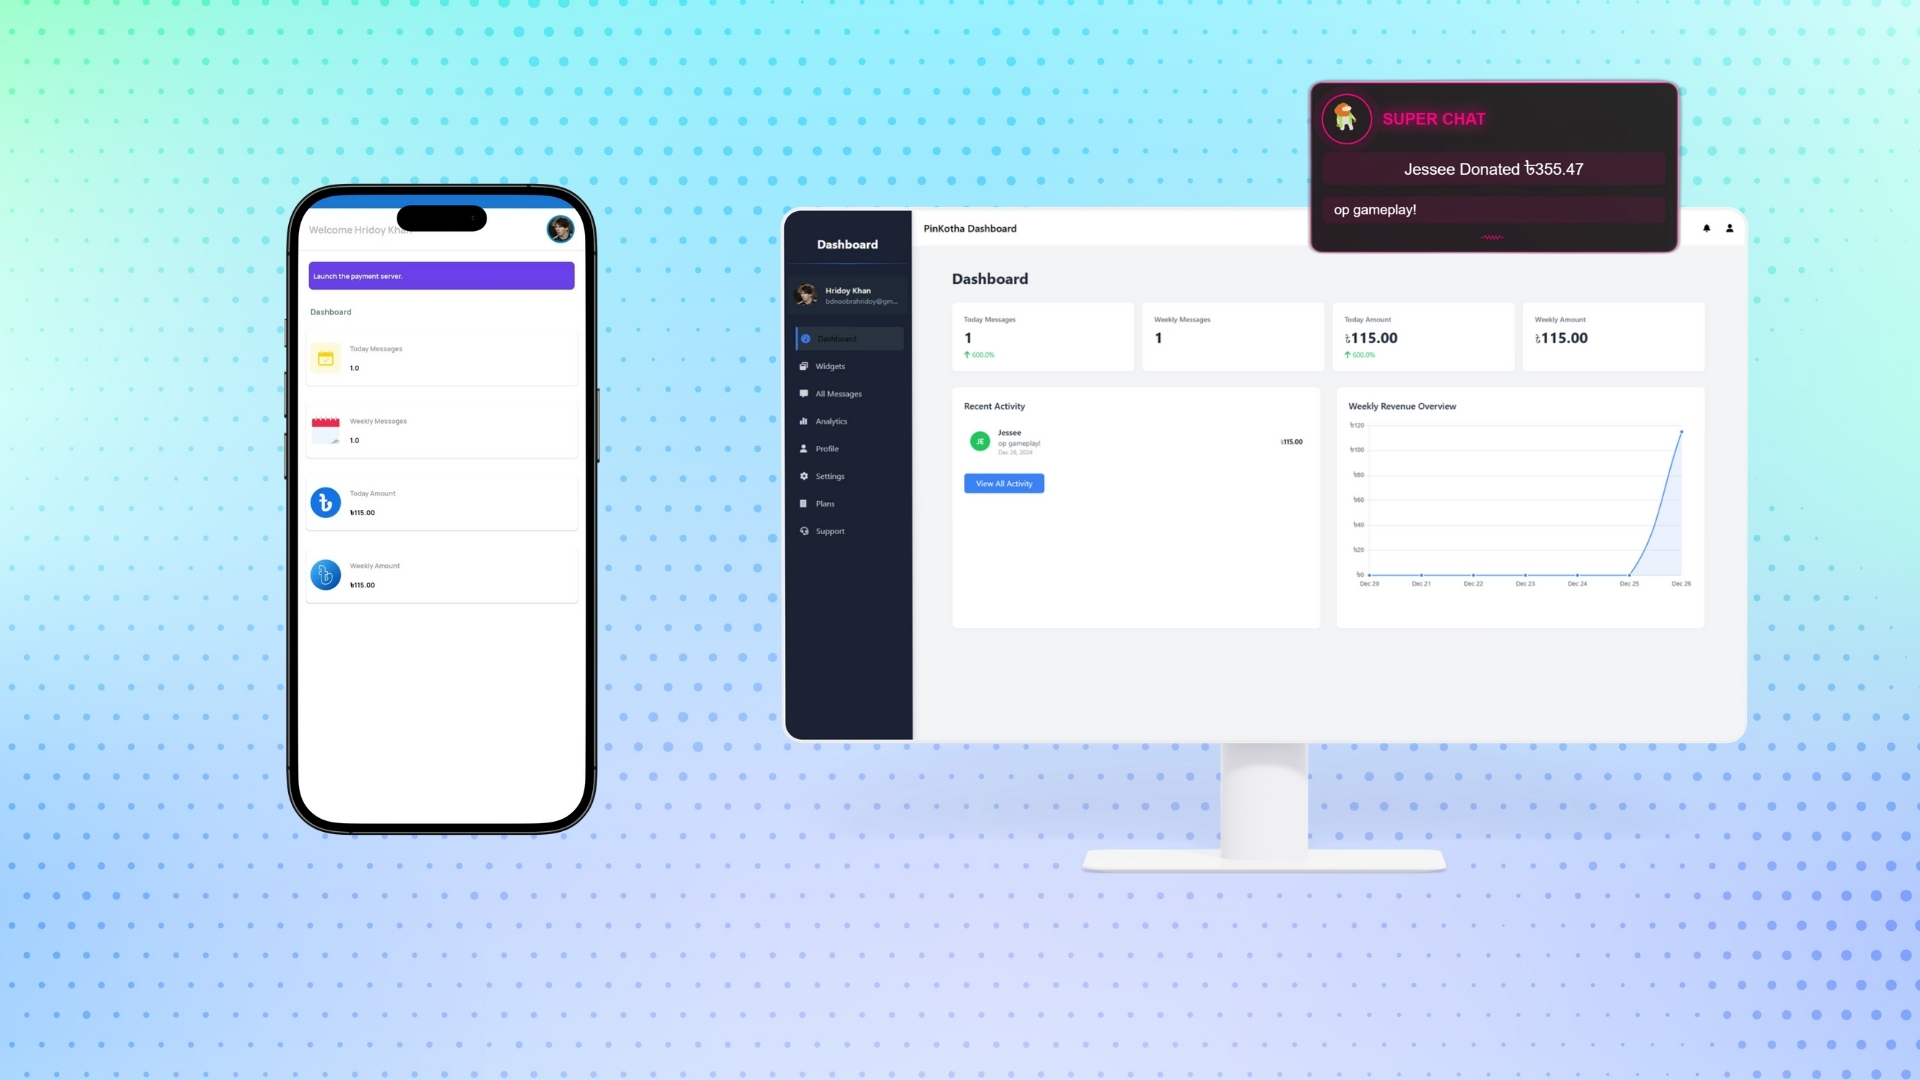 Welcome Hridoy Khan
Launch the payment server.
Dashboard
Today Messages
1.0
Weekly Messages
1.0
Today Amount
৳115.00
Weekly Amount
৳115.00
SUPER CHAT
Jessee Donated ৳355.47
op gameplay!
Dashboard
Hridoy Khan
bdnoobrahridoy@gm...
Dashboard
Widgets
All Messages
Analytics
Profile
Settings
Plans
Support
PinKotha Dashboard
Dashboard
Today Messages
1
↑ 600.0%
Weekly Messages
1
Today Amount
৳115.00
↑ 600.0%
Weekly Amount
৳115.00
Recent Activity
JE
Jessee
op gameplay!
Dec 26, 2024
৳115.00
View All Activity
Weekly Revenue Overview
৳120
৳100
৳80
৳60
৳40
৳20
৳0
Dec 20 Dec 21 Dec 22 Dec 23 Dec 24 Dec 25 Dec 26